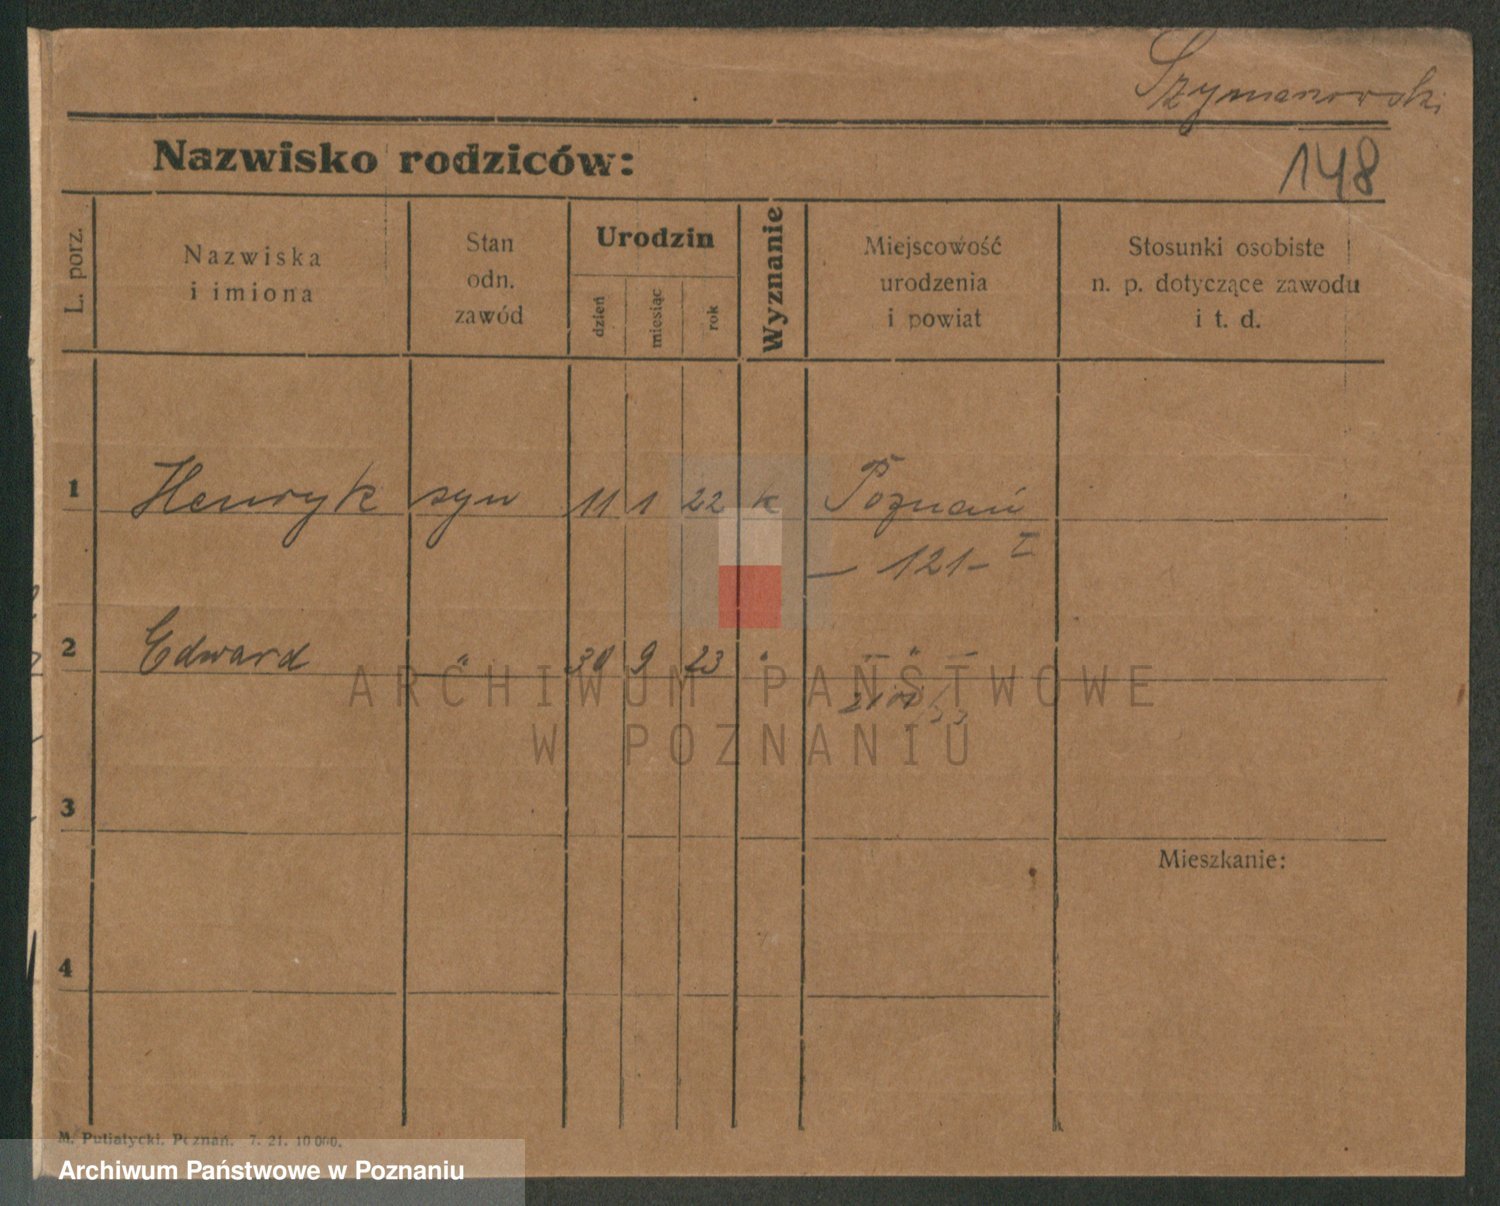 Szymanowski
148
Nazwisko rodziców:
L. porz.
Nazwiska
i imiona
Stan
odn.
zawód
Urodzin
dzień
miesiąc
rok
Wyznanie
Miejscowość
urodzenia
i powiat
Stosunki osobiste
n. p. dotyczące zawodu
i t. d.
1 Henryk syn 11 1 22 k Poznań
— 121 — I
2 Edward " 30 9 23 " — " —
ARCHIWUM PAŃSTWOWE
W POZNANIU
3
Mieszkanie:
4
M. Putiatycki, Poznań. 7. 21. 10 000.
Archiwum Państwowe w Poznaniu